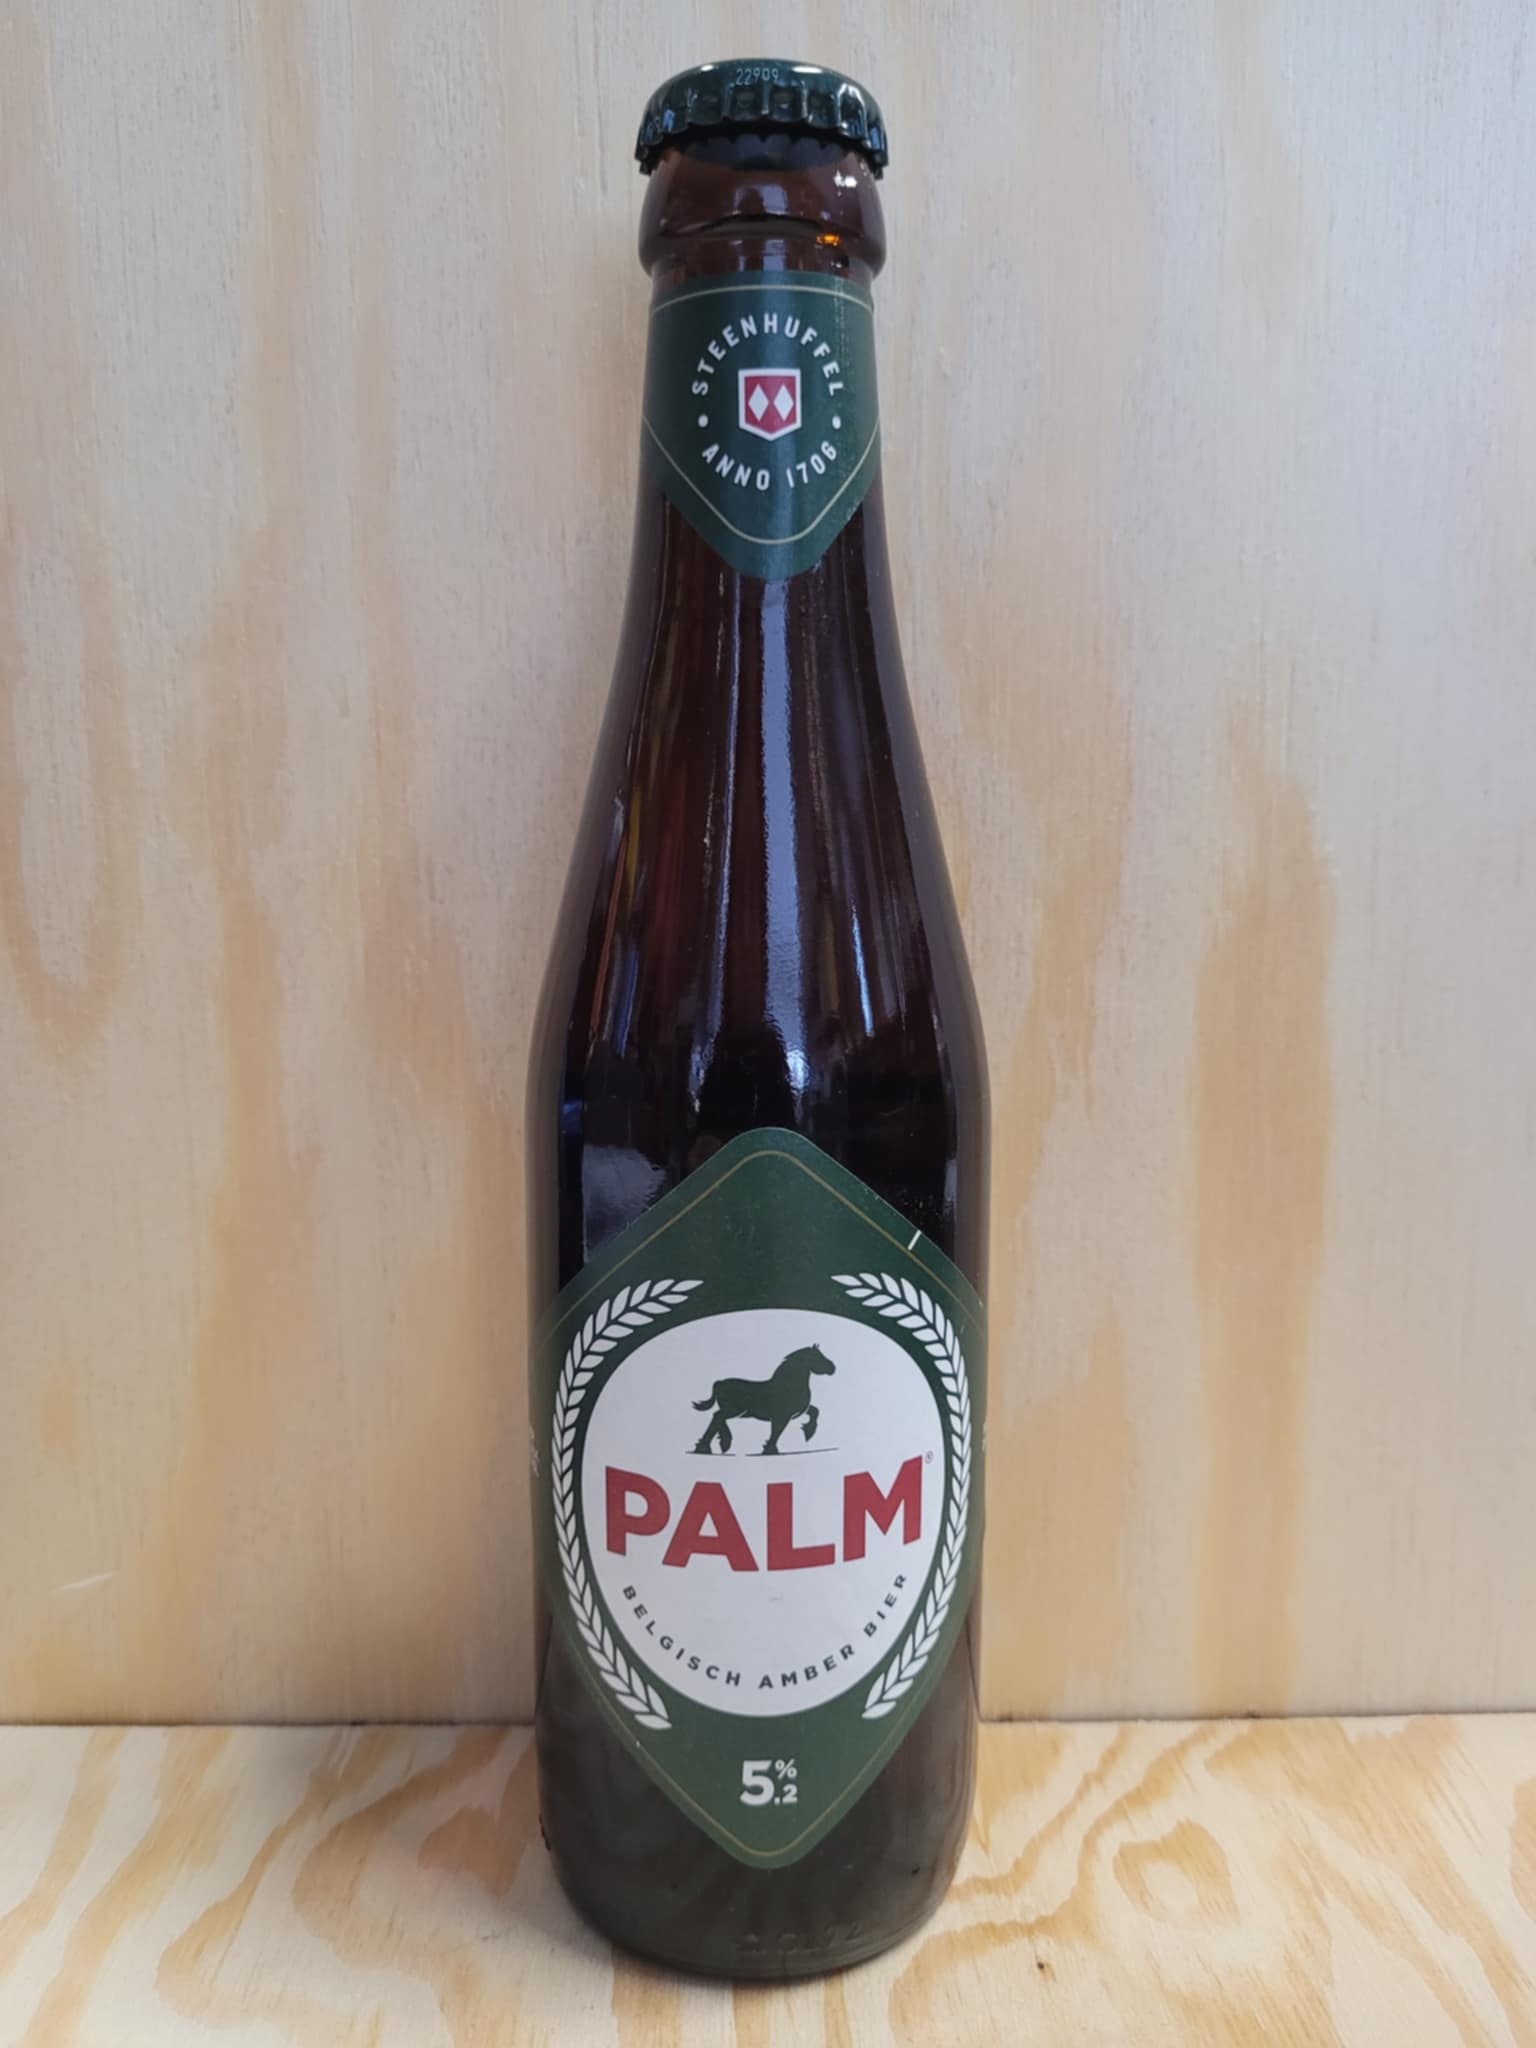 22909
STEENHUFFEL
ANNO 1706
PALM®
BELGISCH AMBER BIER
5.2%